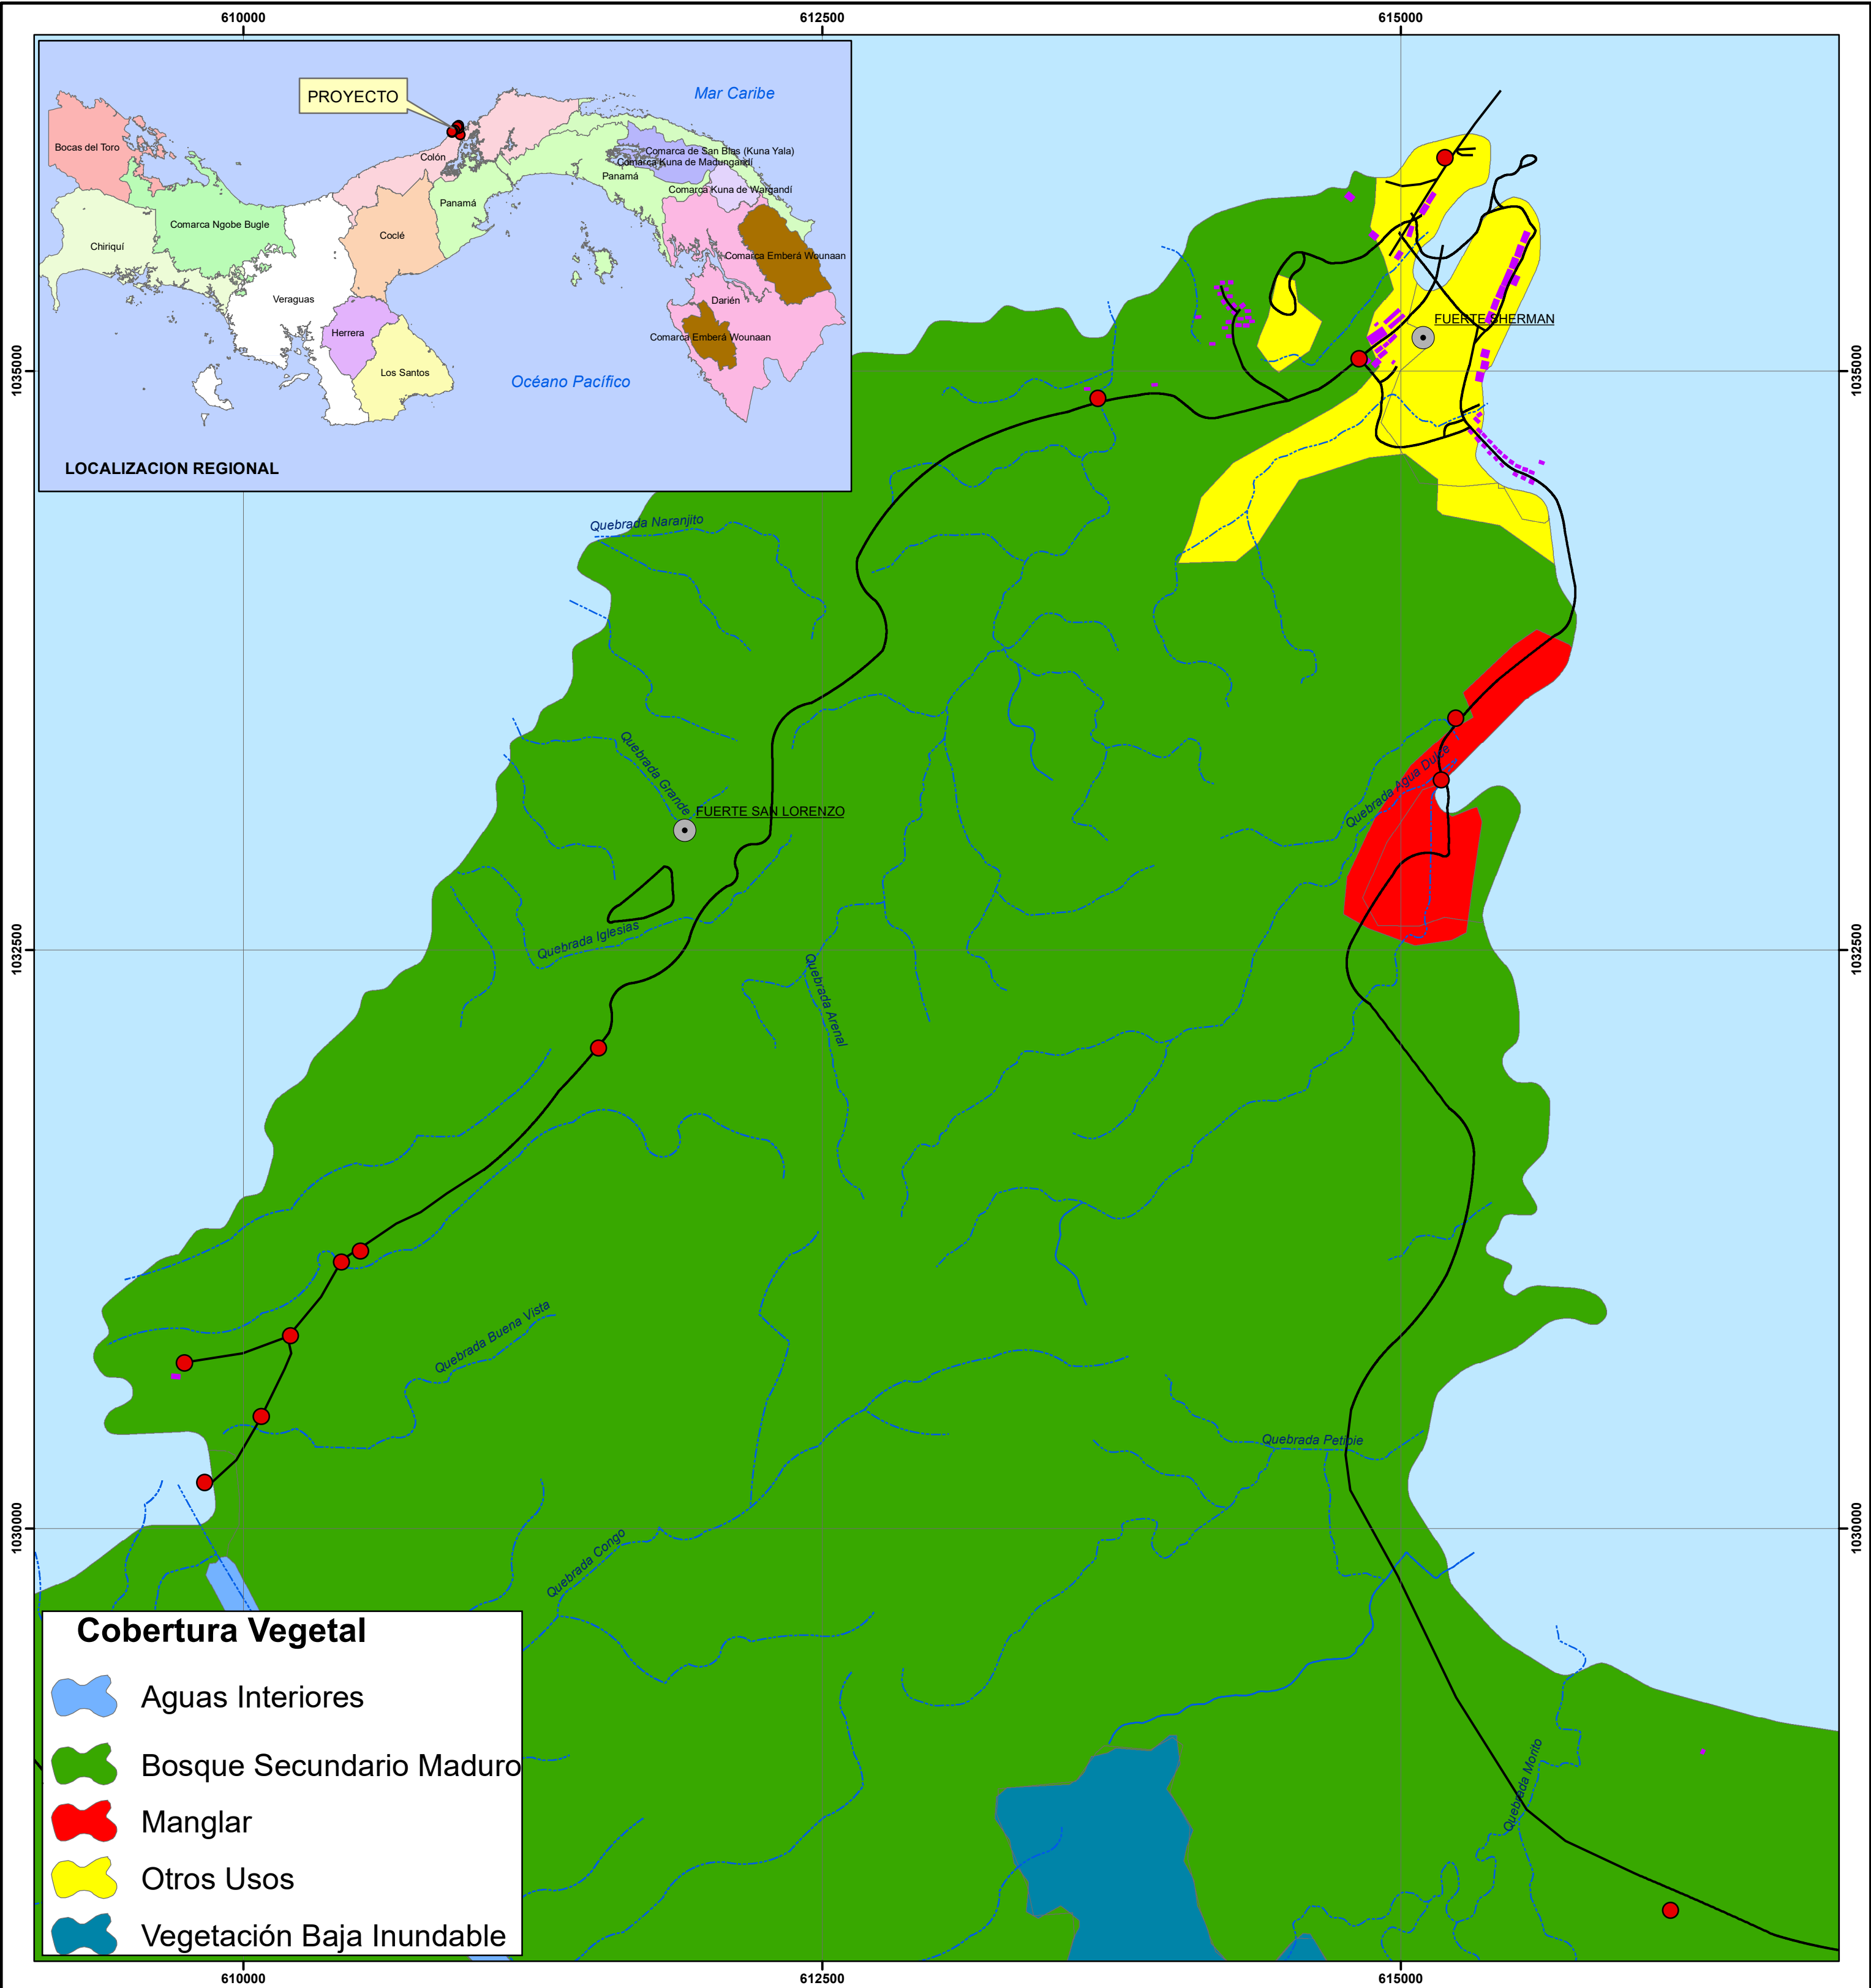 610000
612500
615000
PROYECTO
Mar Caribe
Bocas del Toro
Colón
Comarca de San Blas (Kuna Yala)
Comarca Kuna de Madungandí
Panamá
Comarca Kuna de Wargandí
Panamá
Comarca Ngobe Bugle
Coclé
Chiriquí
Comarca Emberá Wounaan
Veraguas
Darién
Herrera
Comarca Emberá Wounaan
Los Santos
Océano Pacífico
LOCALIZACION REGIONAL
FUERTE SHERMAN
1035000
1035000
Quebrada Naranjito
Quebrada Grande
Quebrada Agua Dulce
FUERTE SAN LORENZO
Quebrada Iglesias
1032500
1032500
Quebrada Arenal
Quebrada Buena Vista
Quebrada Petipie
1030000
1030000
Quebrada Congo
Quebrada Morito
Cobertura Vegetal
Aguas Interiores
Bosque Secundario Maduro
Manglar
Otros Usos
Vegetación Baja Inundable
610000
612500
615000